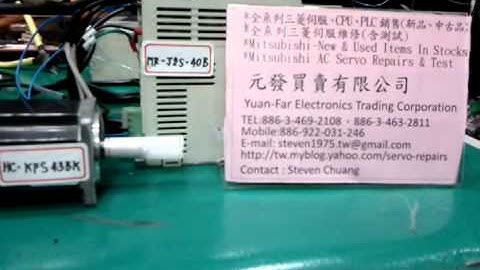 *全系列三菱伺服、CPU、PLC銷售(新品、中古品)
*全系列三菱伺服維修(含測試)
*Mitsubishi-New & Used Items In Stocks
*Mitsubishi AC Servo Repairs & Test
元發買賣有限公司
Yuan-Far Electronics Trading Corporation
TEL:886-3-469-2108、886-3-463-2811
Mobile:886-922-031-246
E-mail: steven1975.tw@gmail.com
http://tw.myblog.yahoo.com/servo-repairs
Contact : Steven Chuang
MR-J2S-40B
HC-KFS43BK